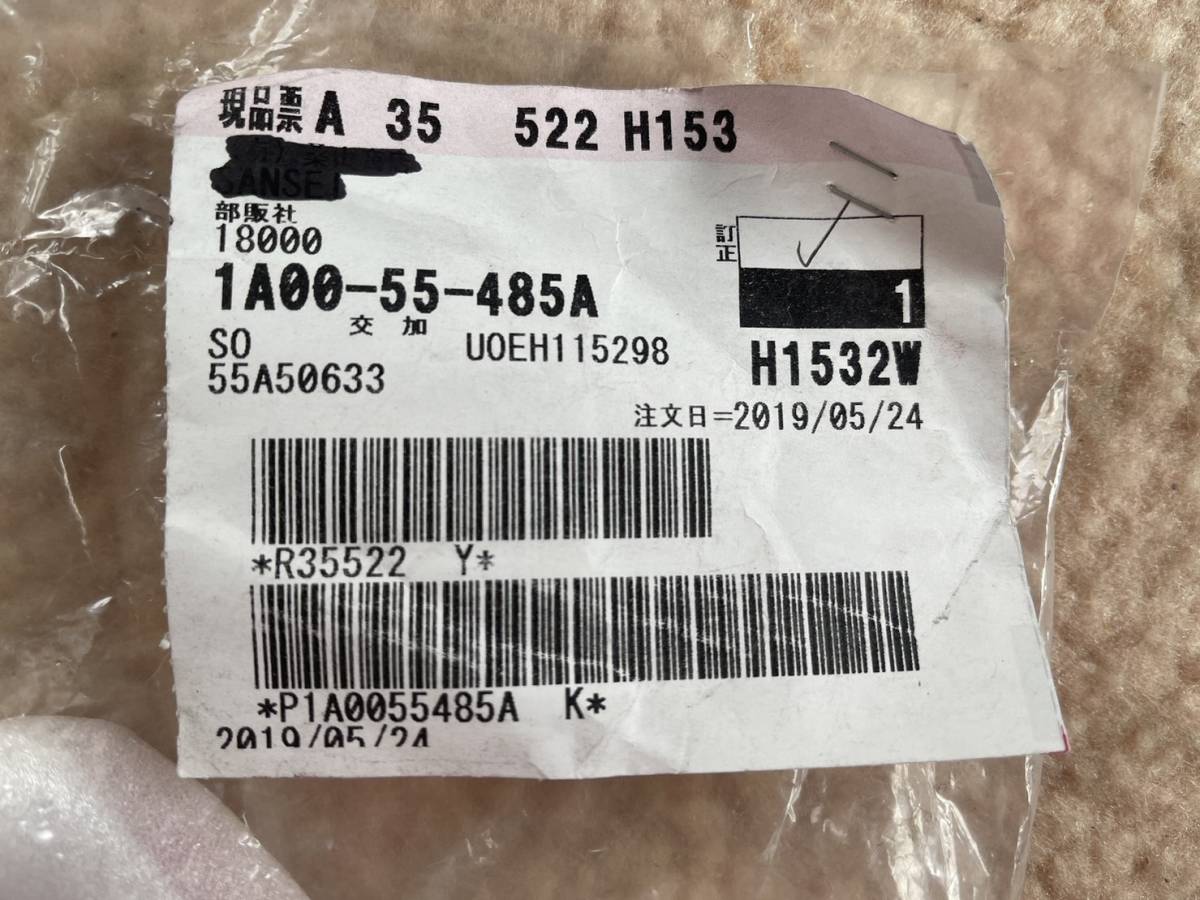 現品票 A 35 522 H153
部販社
18000
訂正
1A00-55-485A
1
交 加
SO UOEH115298 H1532W
55A50633
注文日=2019/05/24
*R35522 Y*
*P1A0055485A K*
2019/05/24